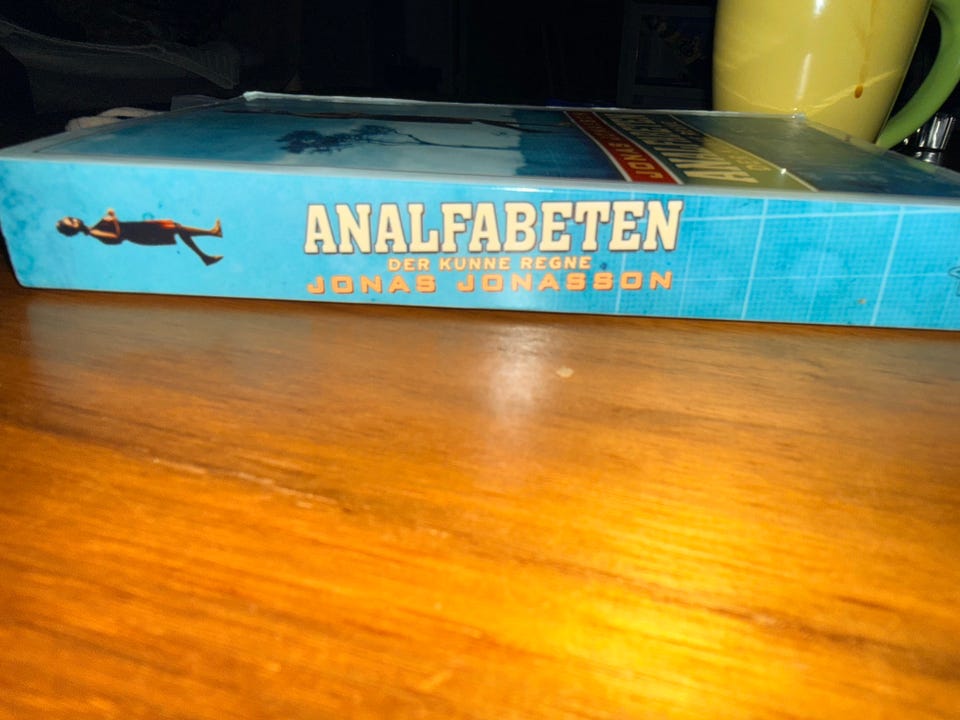 ANALFABETEN
DER KUNNE REGNE
JONAS JONASSON